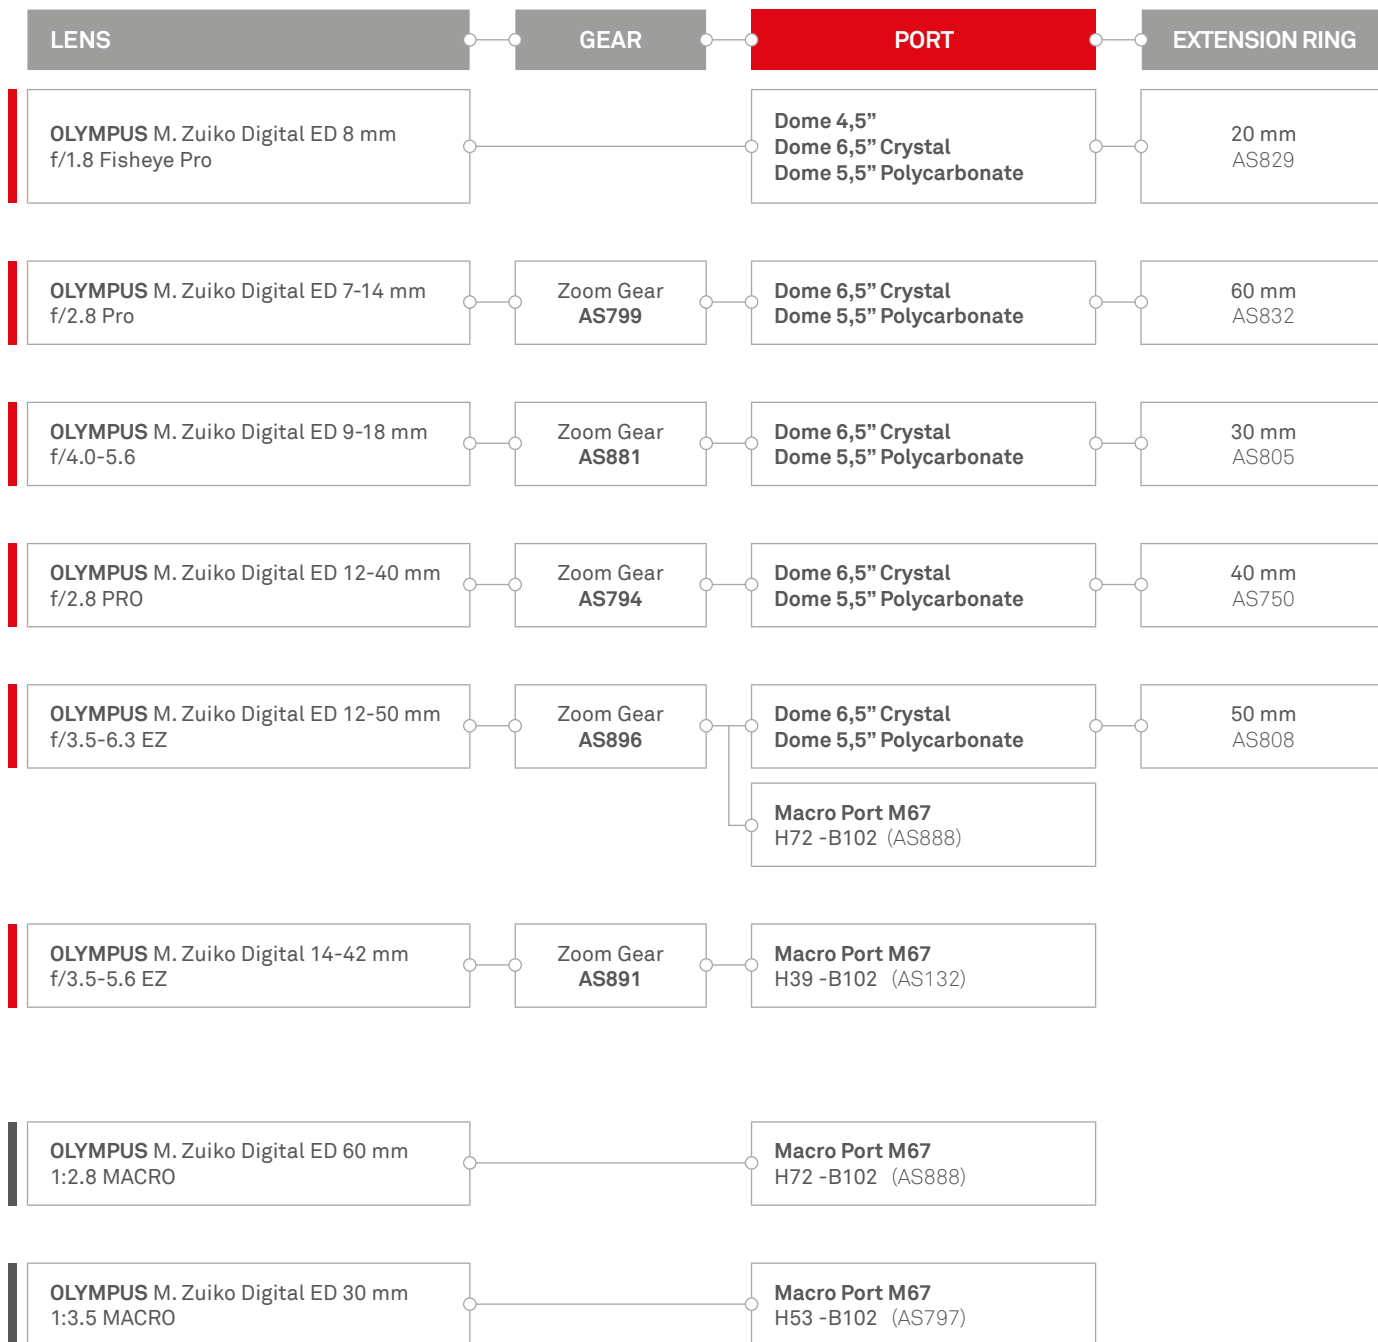 LENS GEAR PORT EXTENSION RING
OLYMPUS M. Zuiko Digital ED 8 mm
f/1.8 Fisheye Pro
Dome 4,5”
Dome 6,5” Crystal
Dome 5,5” Polycarbonate
20 mm
AS829
OLYMPUS M. Zuiko Digital ED 7-14 mm
f/2.8 Pro
Zoom Gear
AS799
Dome 6,5” Crystal
Dome 5,5” Polycarbonate
60 mm
AS832
OLYMPUS M. Zuiko Digital ED 9-18 mm
f/4.0-5.6
Zoom Gear
AS881
Dome 6,5” Crystal
Dome 5,5” Polycarbonate
30 mm
AS805
OLYMPUS M. Zuiko Digital ED 12-40 mm
f/2.8 PRO
Zoom Gear
AS794
Dome 6,5” Crystal
Dome 5,5” Polycarbonate
40 mm
AS750
OLYMPUS M. Zuiko Digital ED 12-50 mm
f/3.5-6.3 EZ
Zoom Gear
AS896
Dome 6,5” Crystal
Dome 5,5” Polycarbonate
50 mm
AS808
Macro Port M67
H72 -B102 (AS888)
OLYMPUS M. Zuiko Digital 14-42 mm
f/3.5-5.6 EZ
Zoom Gear
AS891
Macro Port M67
H39 -B102 (AS132)
OLYMPUS M. Zuiko Digital ED 60 mm
1:2.8 MACRO
Macro Port M67
H72 -B102 (AS888)
OLYMPUS M. Zuiko Digital ED 30 mm
1:3.5 MACRO
Macro Port M67
H53 -B102 (AS797)